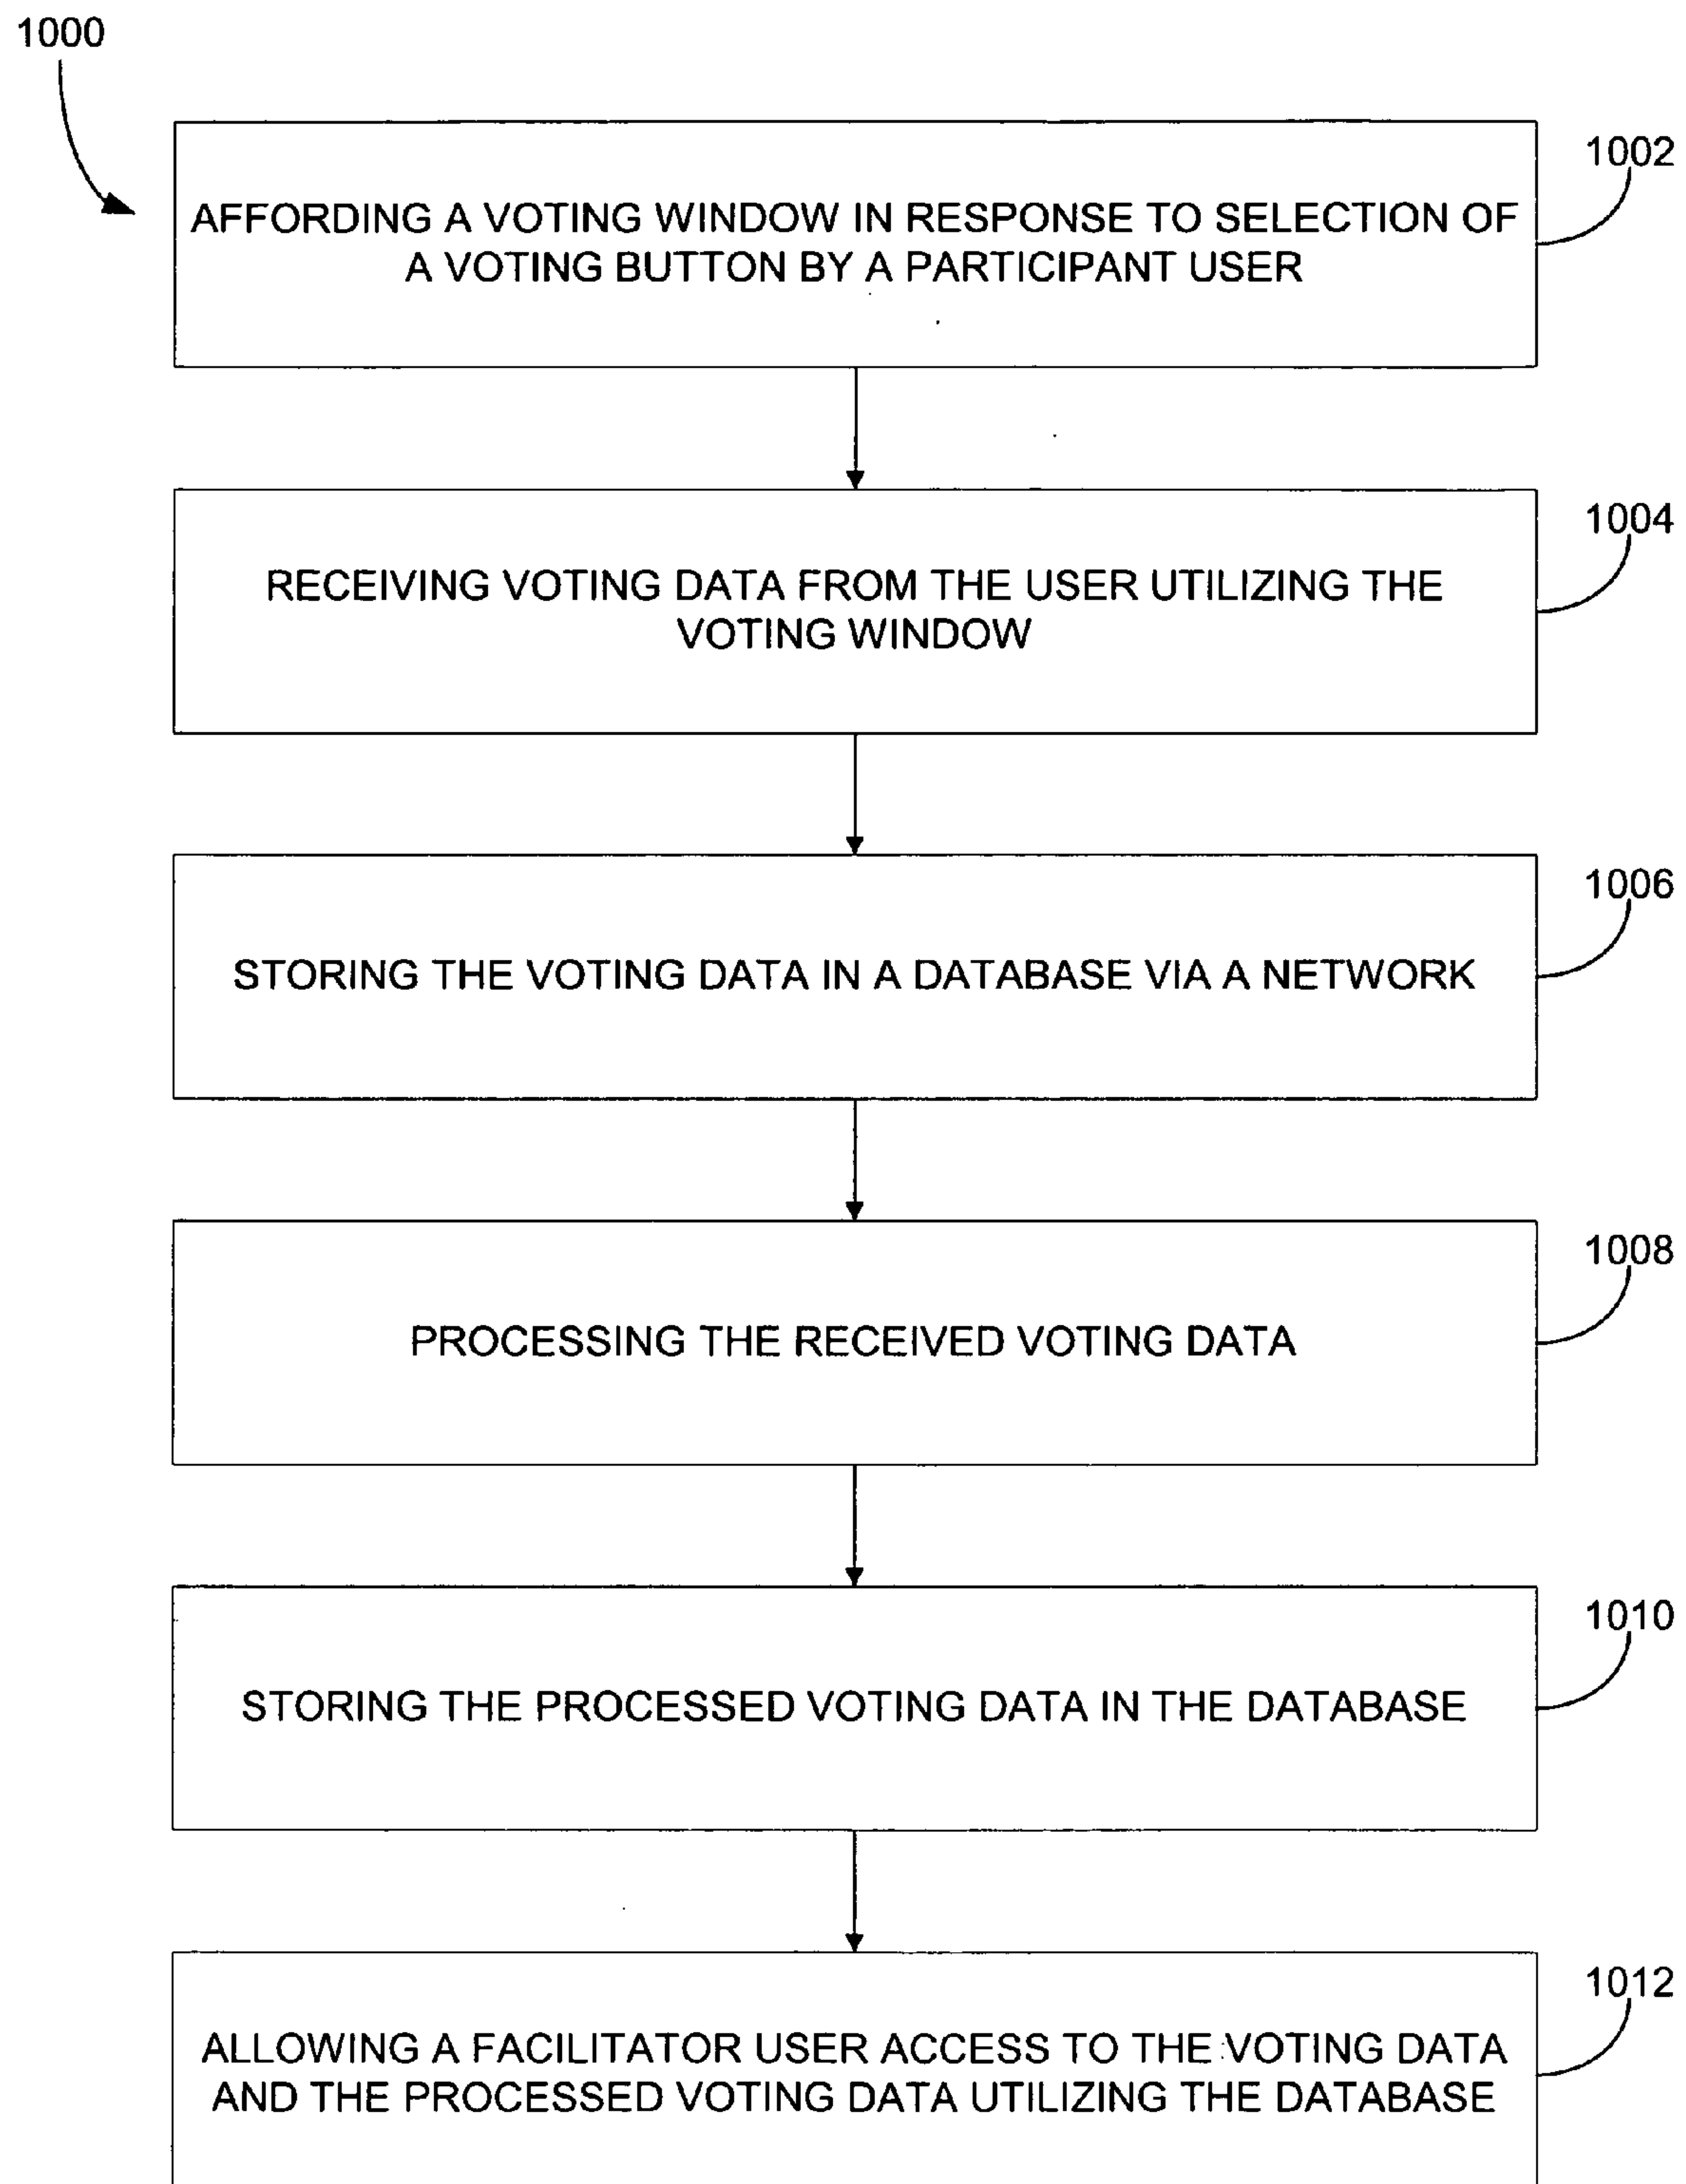 1000
1002
AFFORDING A VOTING WINDOW IN RESPONSE TO SELECTION OF
A VOTING BUTTON BY A PARTICIPANT USER
1004
RECEIVING VOTING DATA FROM THE USER UTILIZING THE
VOTING WINDOW
1006
STORING THE VOTING DATA IN A DATABASE VIA A NETWORK
1008
PROCESSING THE RECEIVED VOTING DATA
1010
STORING THE PROCESSED VOTING DATA IN THE DATABASE
1012
ALLOWING A FACILITATOR USER ACCESS TO THE VOTING DATA
AND THE PROCESSED VOTING DATA UTILIZING THE DATABASE